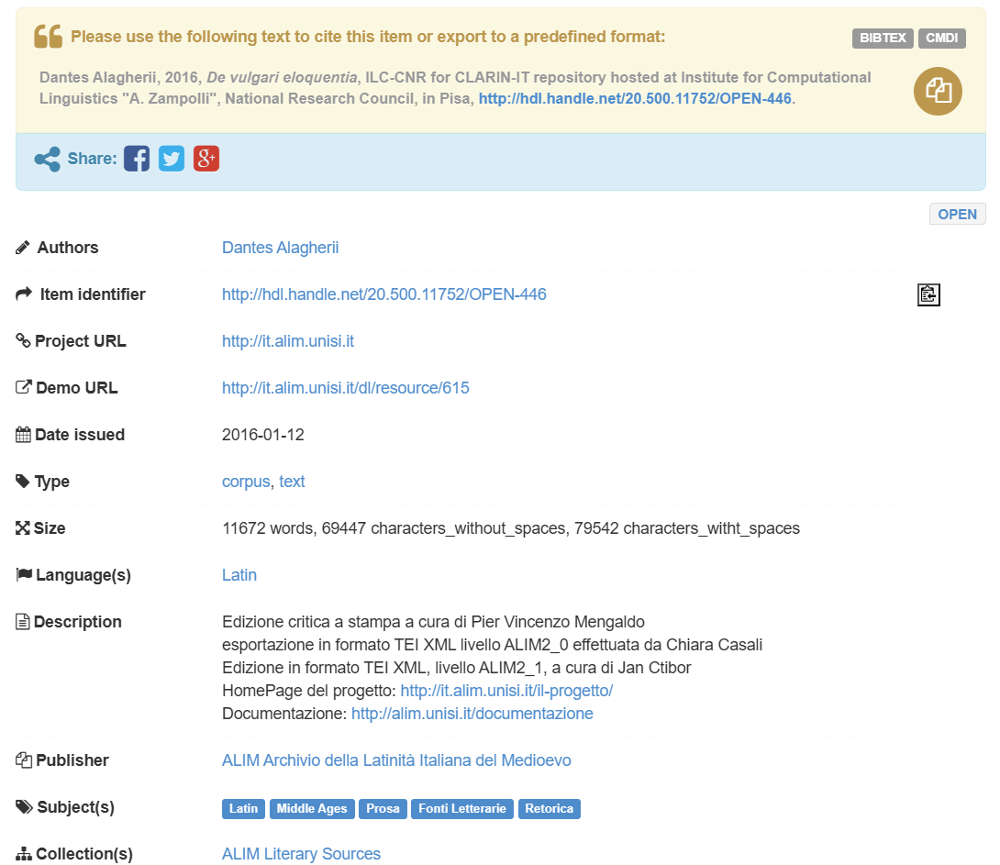 Please use the following text to cite this item or export to a predefined format:
BIBTEX CMDI
Dantes Alagherii, 2016, De vulgari eloquentia, ILC-CNR for CLARIN-IT repository hosted at Institute for Computational
Linguistics "A. Zampolli", National Research Council, in Pisa, http://hdl.handle.net/20.500.11752/OPEN-446.
Share:
OPEN
Authors Dantes Alagherii
Item identifier http://hdl.handle.net/20.500.11752/OPEN-446
Project URL http://it.alim.unisi.it
Demo URL http://it.alim.unisi.it/dl/resource/615
Date issued 2016-01-12
Type corpus, text
Size 11672 words, 69447 characters_without_spaces, 79542 characters_witht_spaces
Language(s) Latin
Description Edizione critica a stampa a cura di Pier Vincenzo Mengaldo
esportazione in formato TEI XML livello ALIM2_0 effettuata da Chiara Casali
Edizione in formato TEI XML, livello ALIM2_1, a cura di Jan Ctibor
HomePage del progetto: http://it.alim.unisi.it/il-progetto/
Documentazione: http://alim.unisi.it/documentazione
Publisher ALIM Archivio della Latinità Italiana del Medioevo
Subject(s) Latin Middle Ages Prosa Fonti Letterarie Retorica
Collection(s) ALIM Literary Sources